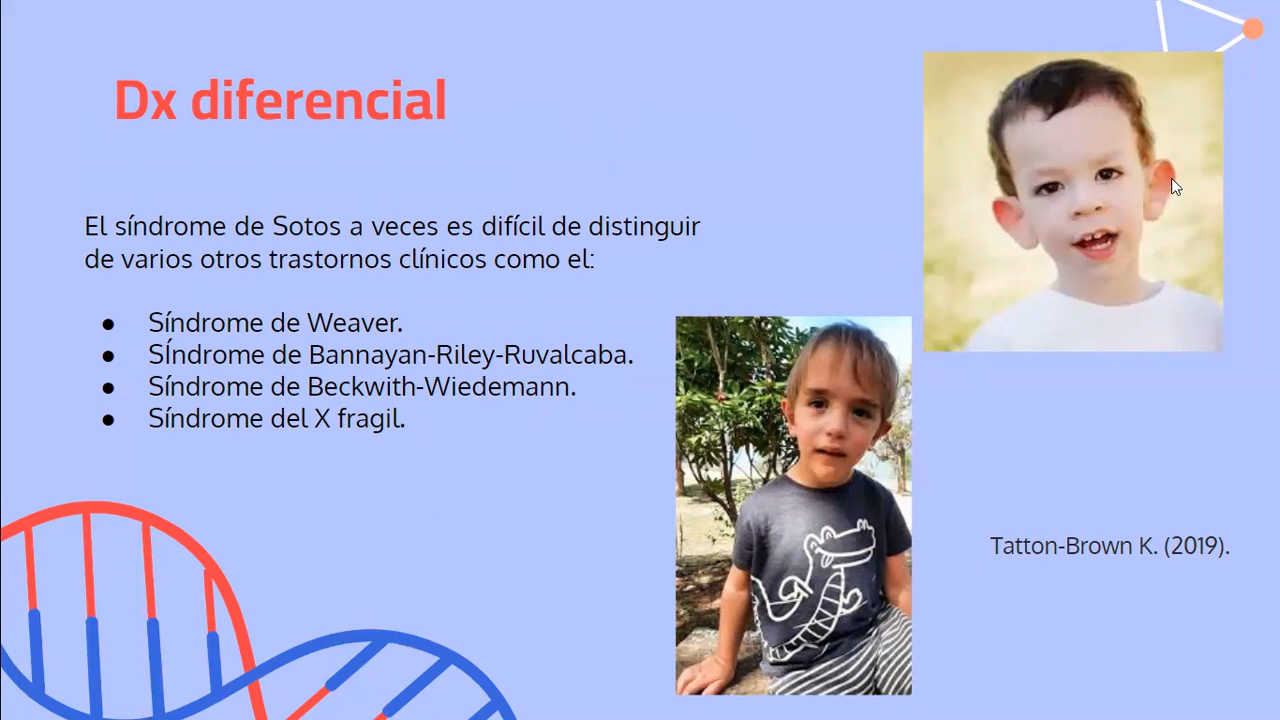 Dx diferencial
El síndrome de Sotos a veces es difícil de distinguir
de varios otros trastornos clínicos como el:
● Síndrome de Weaver.
● SÍndrome de Bannayan-Riley-Ruvalcaba.
● Síndrome de Beckwith-Wiedemann.
● Síndrome del X fragil.
Tatton-Brown K. (2019).